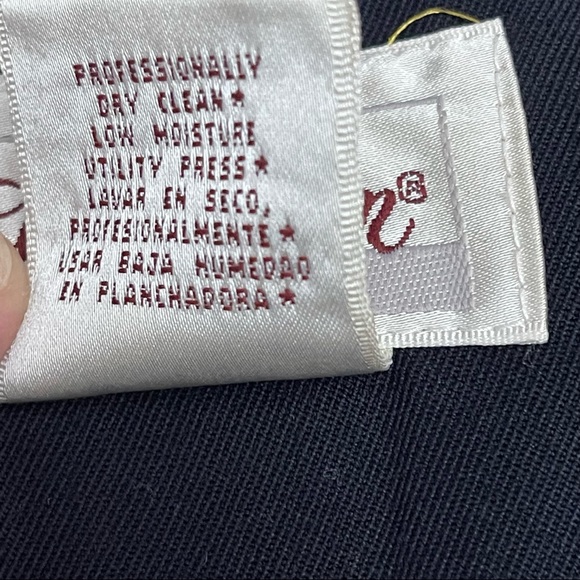 PROFESSIONALLY
DRY CLEAN★
LOW MOISTURE
UTILITY PRESS★
LAVAR EN SECO,
PROFESIONALMENTE★
USAR BAJA HUMEDAD
EN PLANCHADORA★
n®